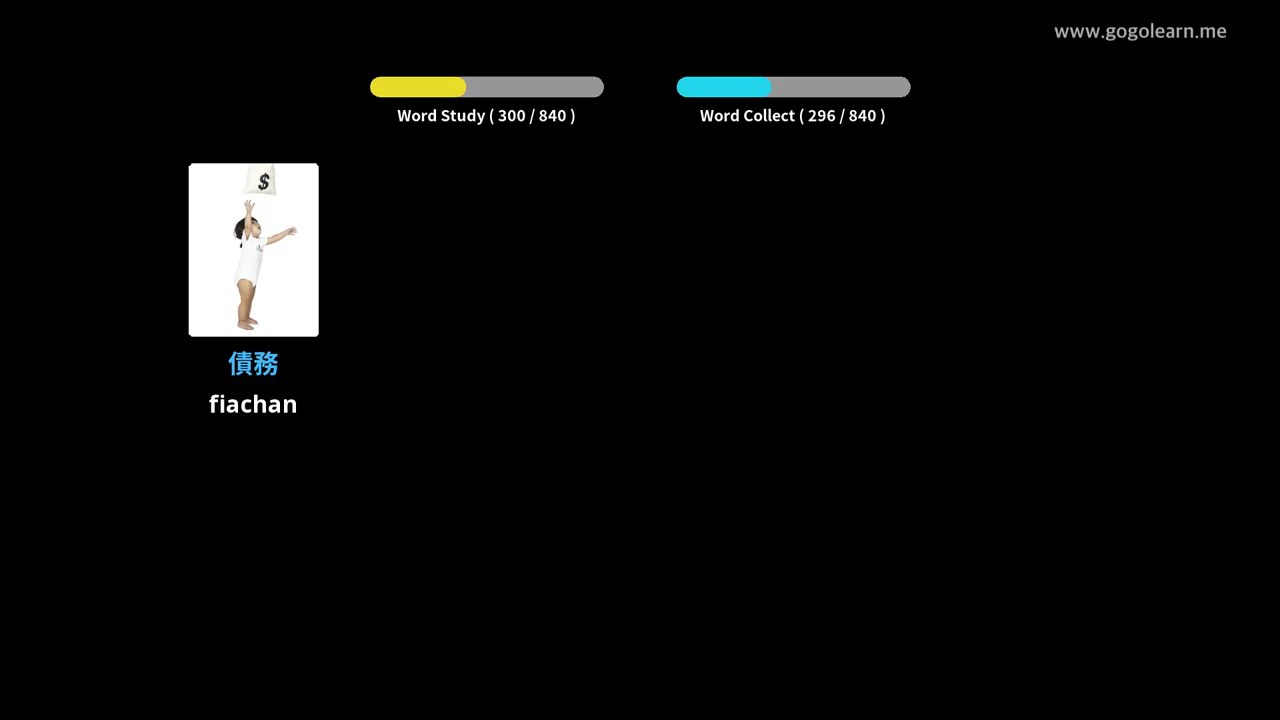 www.gogolearn.me
Word Study ( 300 / 840 )
Word Collect ( 296 / 840 )
$
債務
fiachan